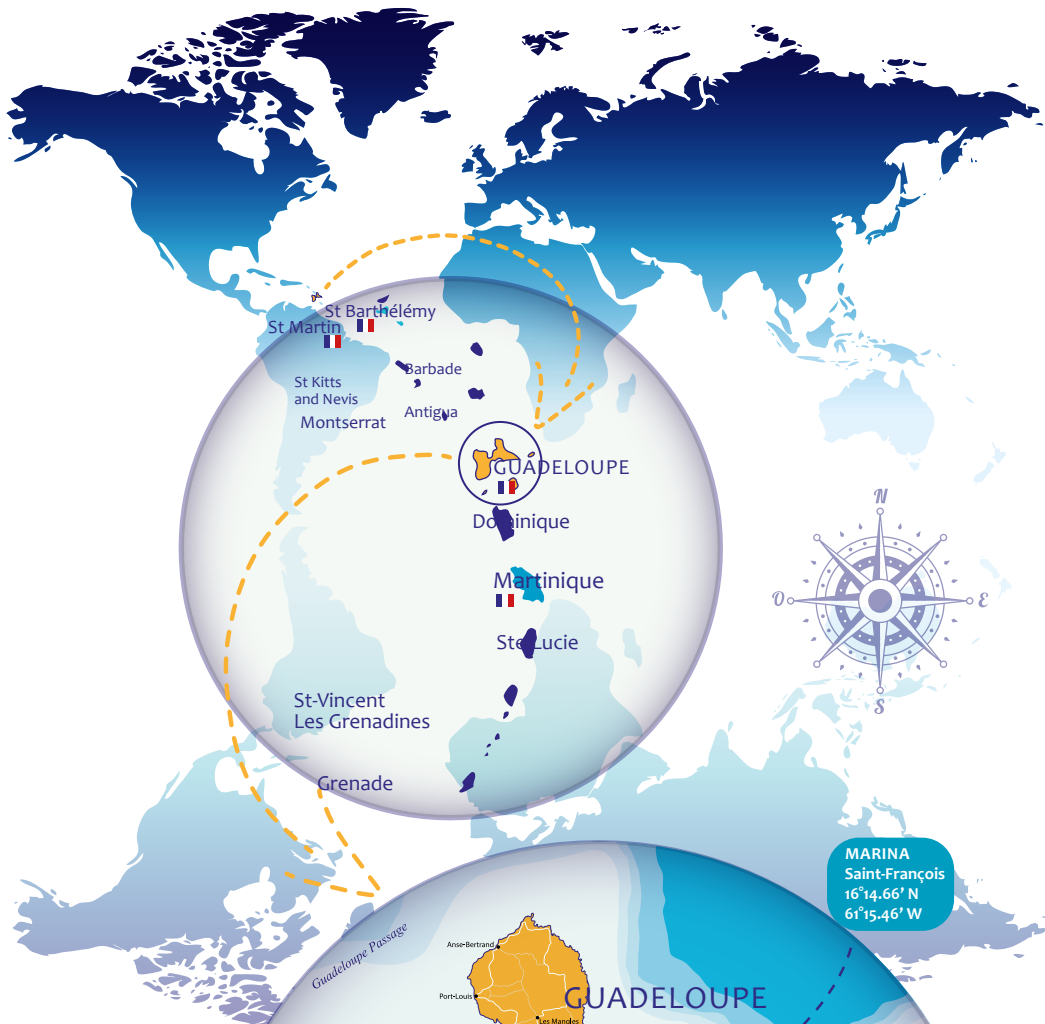 St Barthélémy
St Martin
Barbade
St Kitts
and Nevis
Antigua
Montserrat
GUADELOUPE
Dominique
Martinique
Ste Lucie
St-Vincent
Les Grenadines
Grenade
N
O
E
S
MARINA
Saint-François
16°14.66’ N
61°15.46’ W
Guadeloupe Passage
Anse-Bertrand
Port-Louis
GUADELOUPE
Les Mangles